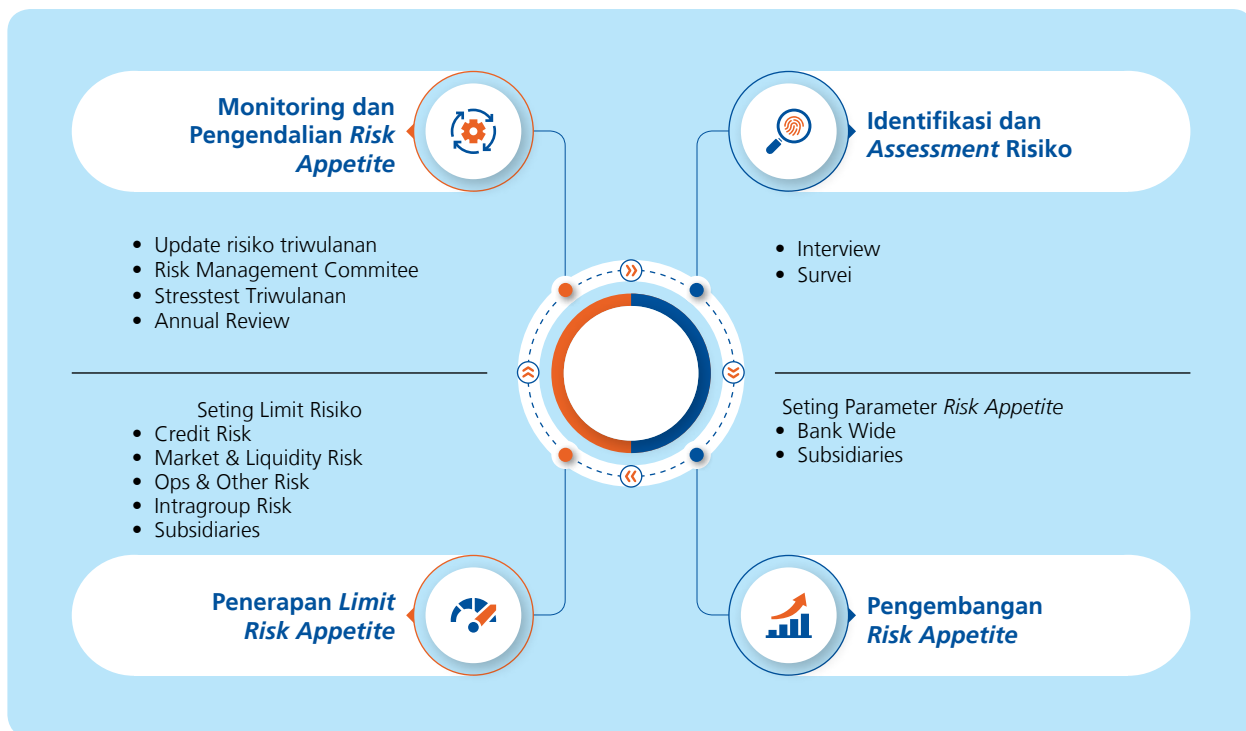 Monitoring dan
Pengendalian Risk
Appetite
• Update risiko triwulanan
• Risk Management Commitee
• Stresstest Triwulanan
• Annual Review
Identifikasi dan
Assessment Risiko
• Interview
• Survei
Seting Limit Risiko
• Credit Risk
• Market & Liquidity Risk
• Ops & Other Risk
• Intragroup Risk
• Subsidiaries
Penerapan Limit
Risk Appetite
Seting Parameter Risk Appetite
• Bank Wide
• Subsidiaries
Pengembangan
Risk Appetite